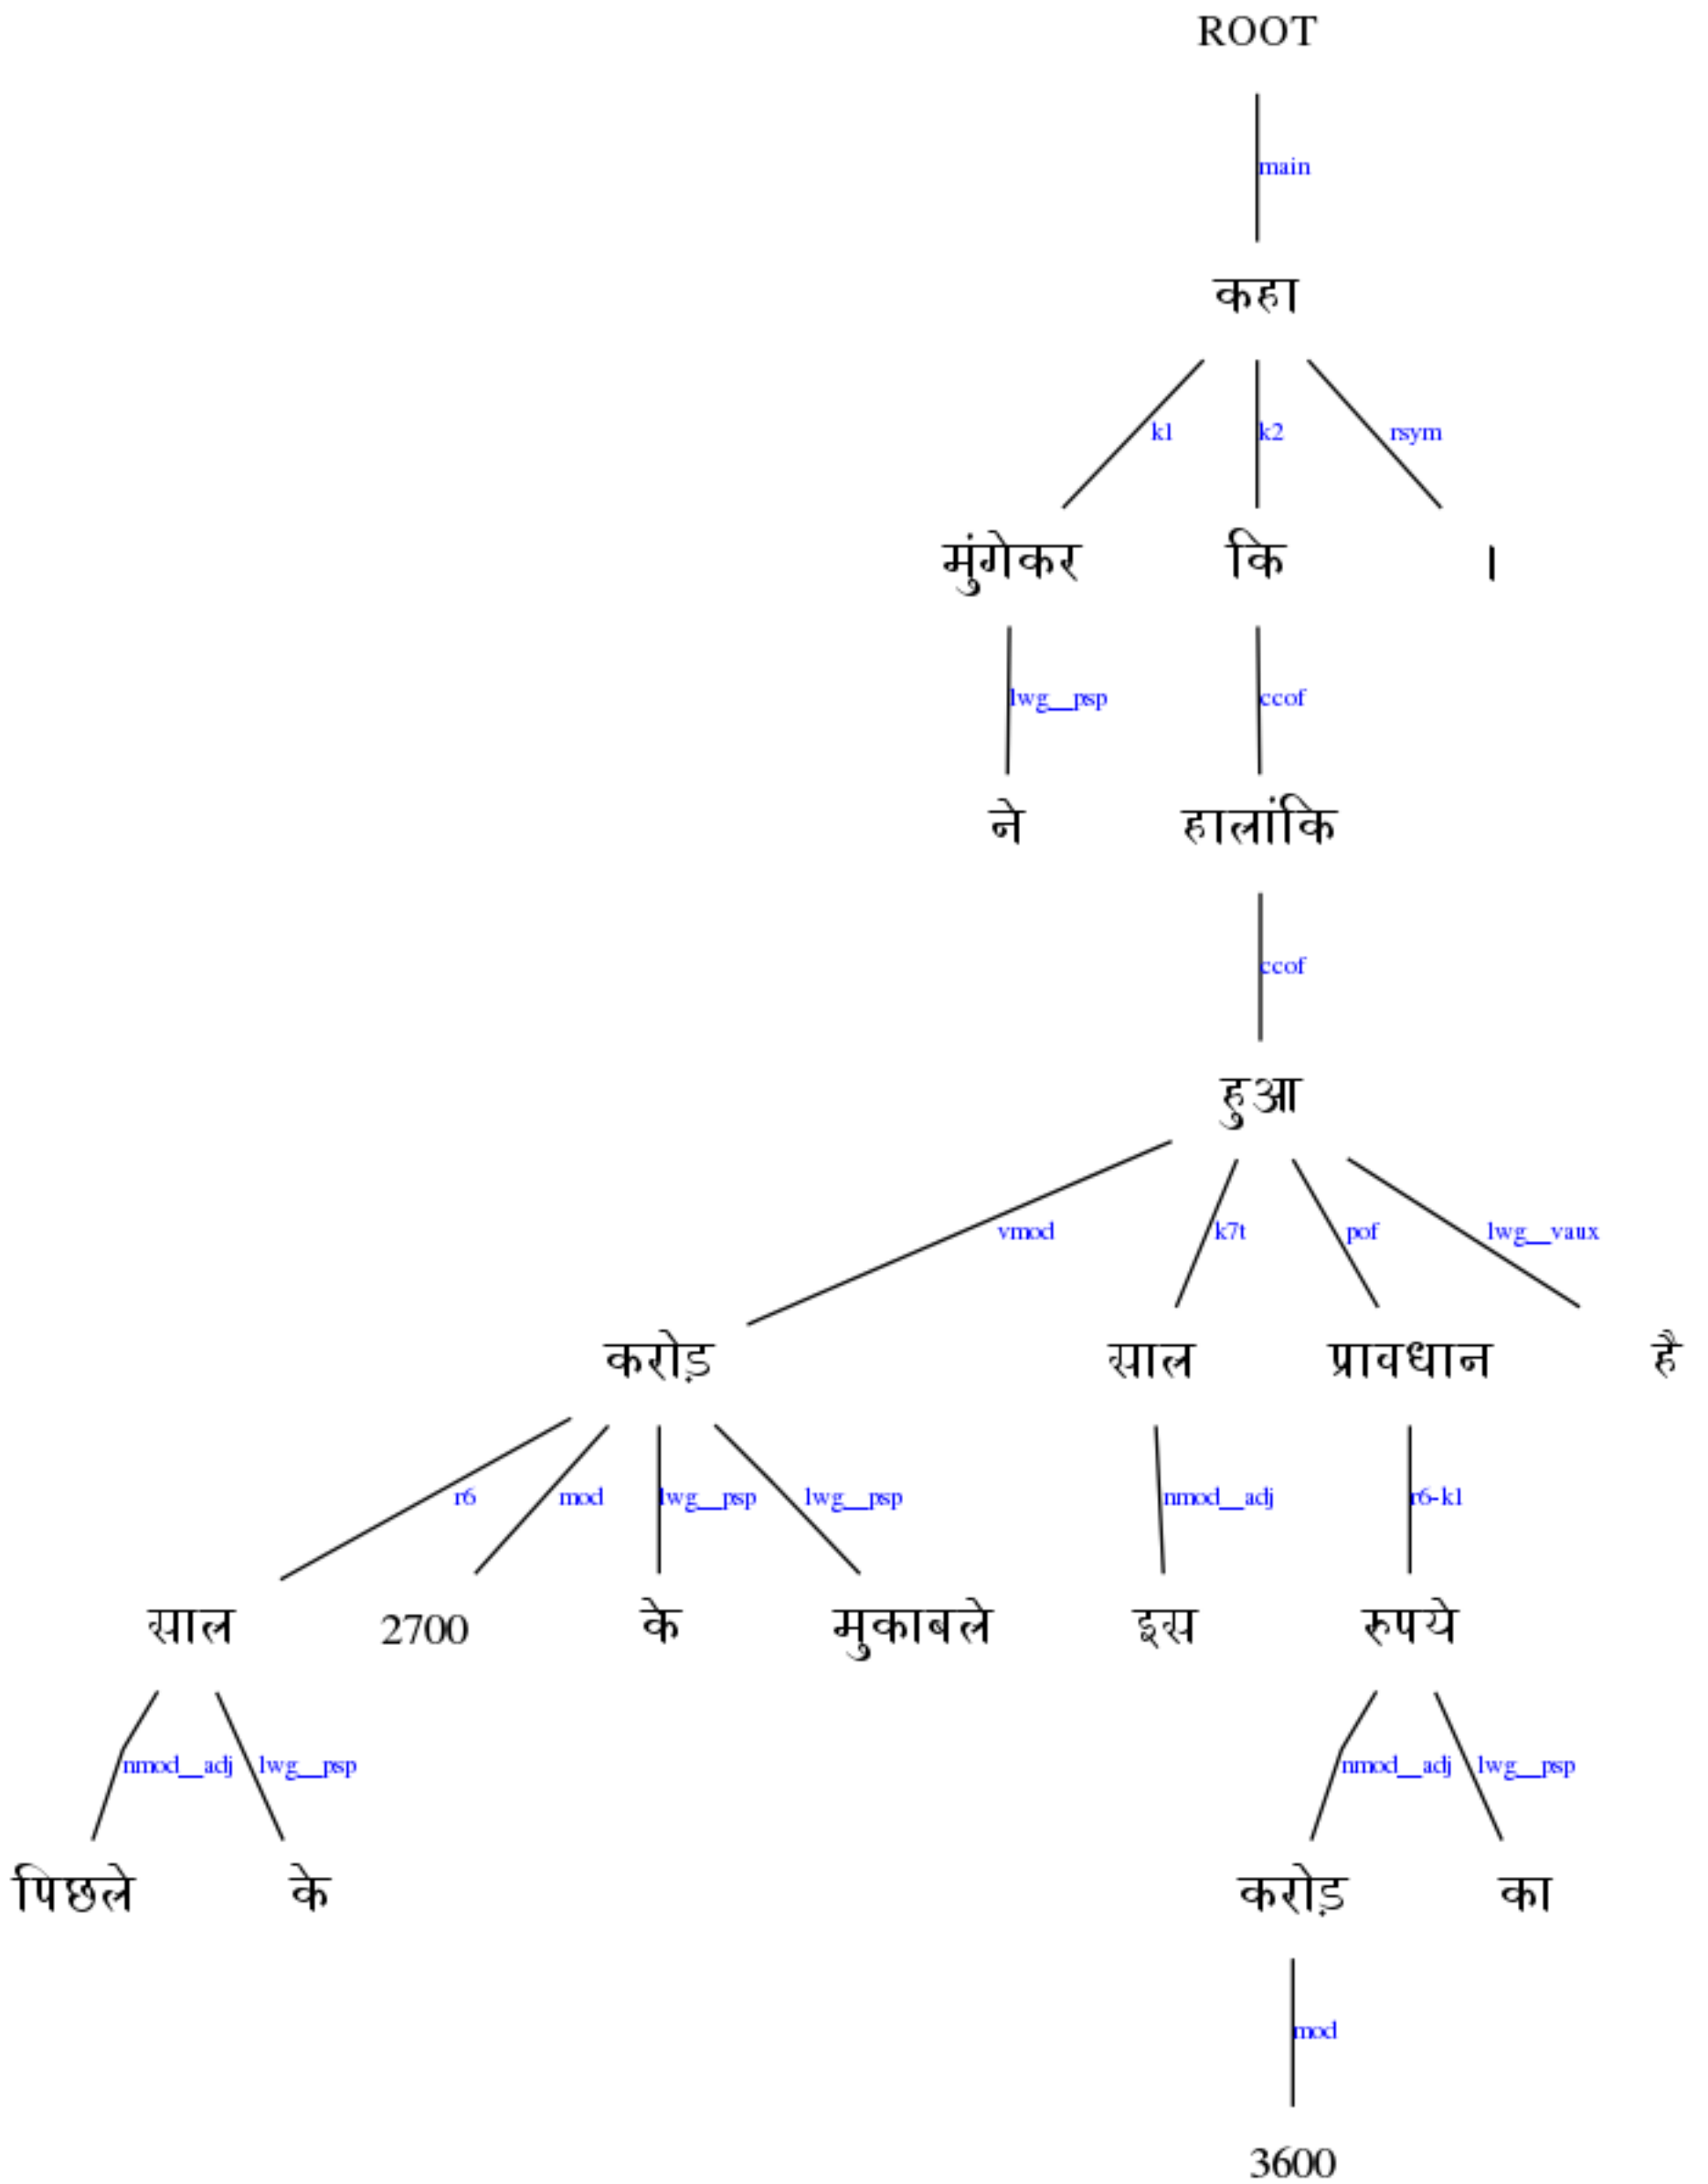 ROOT
main
कहा
k1 k2 rsym
मुंगेकर कि ।
lwg__psp ccof
ने हालांकि
ccof
हुआ
vmod k7t pof lwg__vaux
करोड़ साल प्रावधान है
r6 mod lwg__psp lwg__psp nmod__adj r6-k1
साल 2700 के मुकाबले इस रुपये
nmod__adj lwg__psp nmod__adj lwg__psp
पिछले के करोड़ का
mod
3600